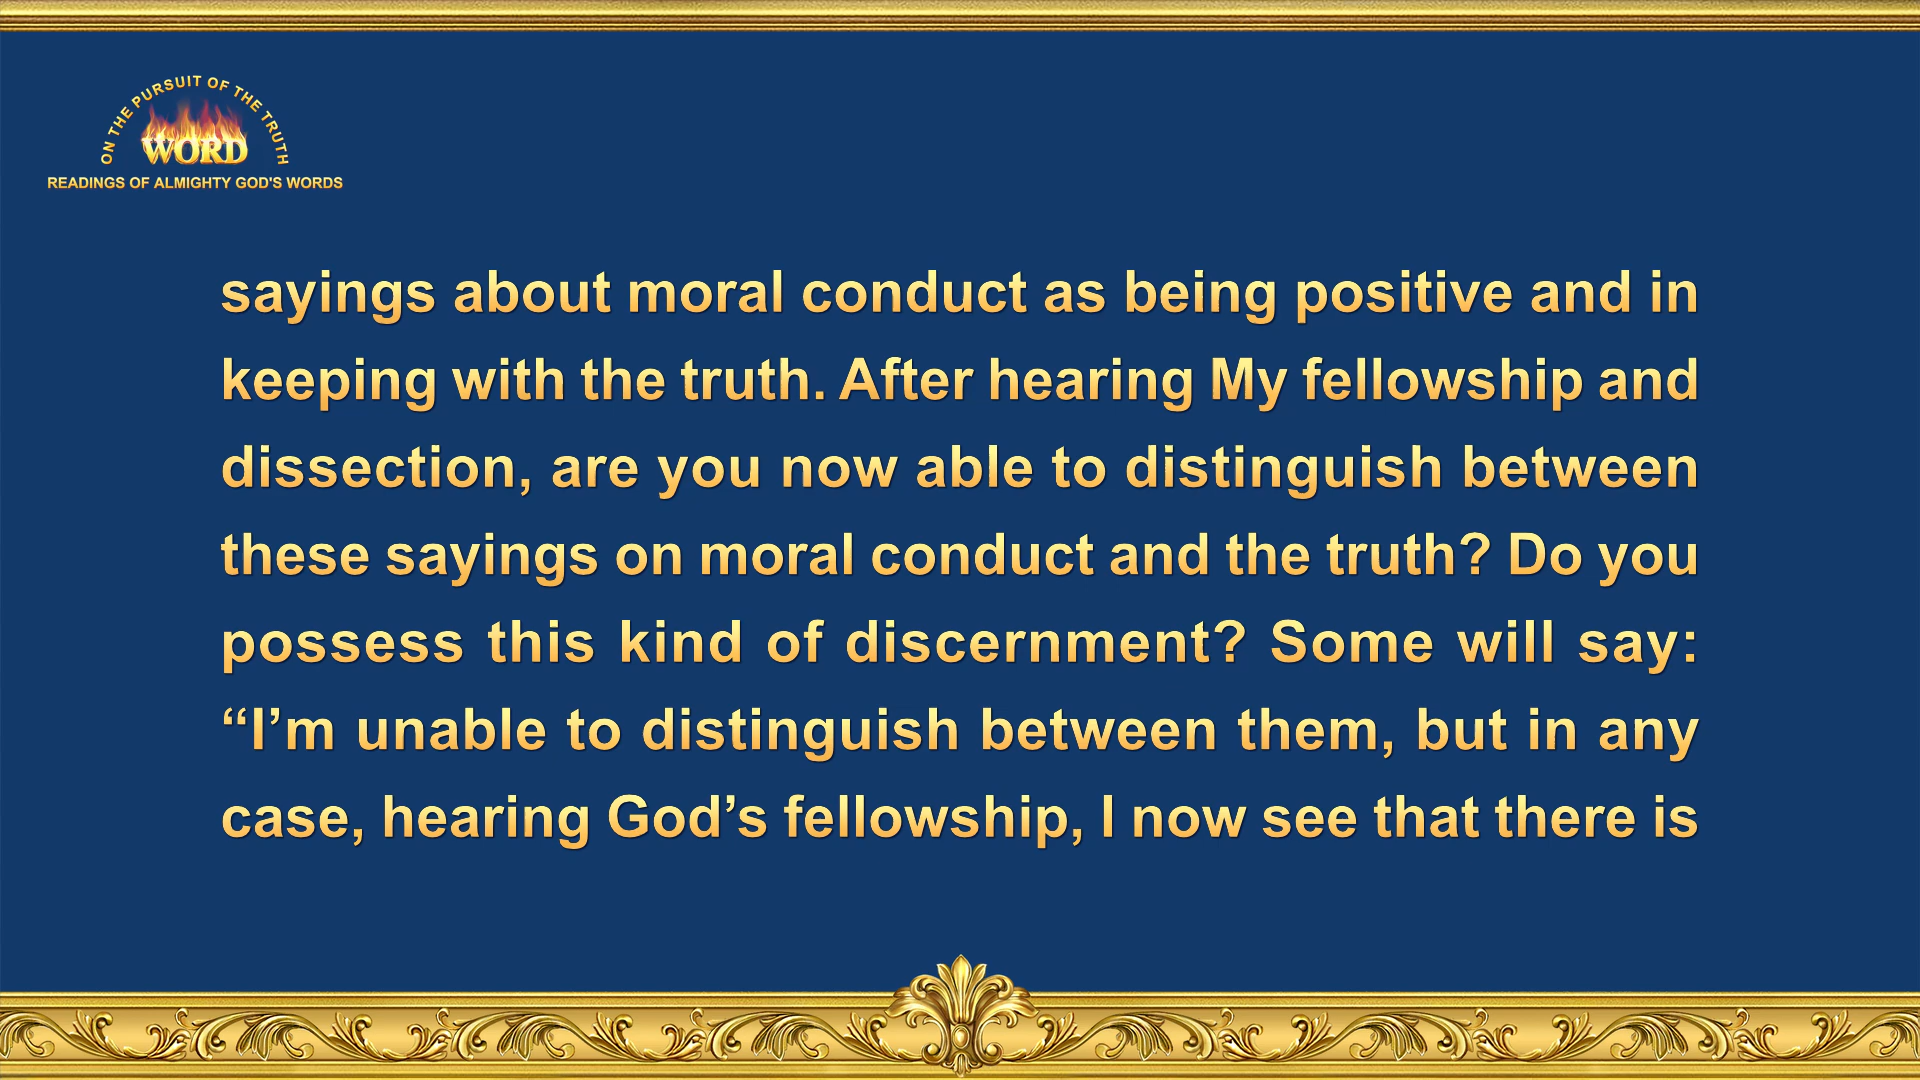 ON THE PURSUIT OF THE TRUTH
WORD
READINGS OF ALMIGHTY GOD'S WORDS
sayings about moral conduct as being positive and in
keeping with the truth. After hearing My fellowship and
dissection, are you now able to distinguish between
these sayings on moral conduct and the truth? Do you
possess this kind of discernment? Some will say:
“I’m unable to distinguish between them, but in any
case, hearing God’s fellowship, I now see that there is